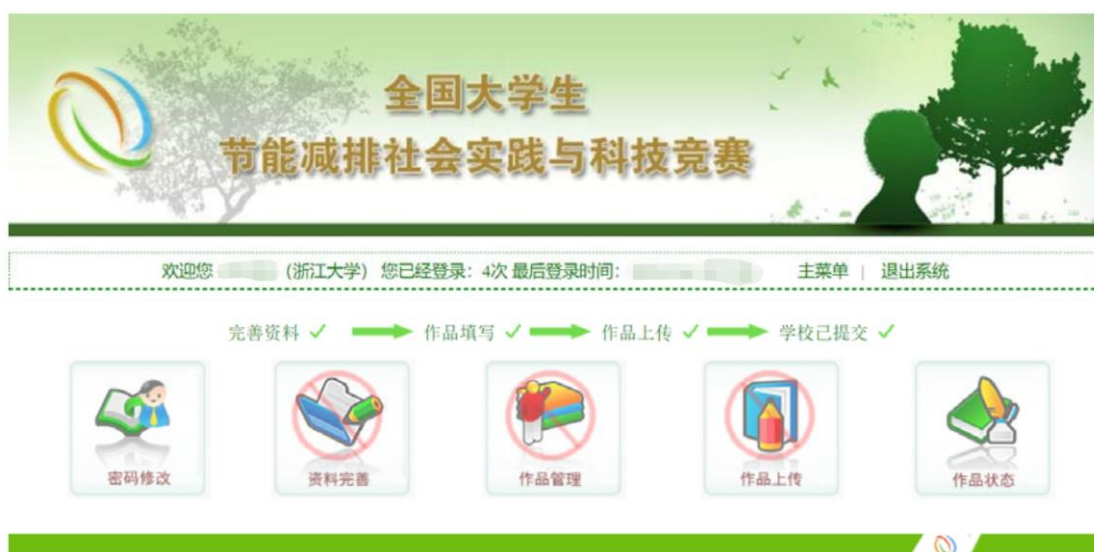 全国大学生
节能减排社会实践与科技竞赛
欢迎您 （浙江大学） 您已经登录：4次 最后登录时间： 主菜单 | 退出系统
完善资料 ✓ 作品填写 ✓ 作品上传 ✓ 学校已提交 ✓
密码修改 资料完善 作品管理 作品上传 作品状态